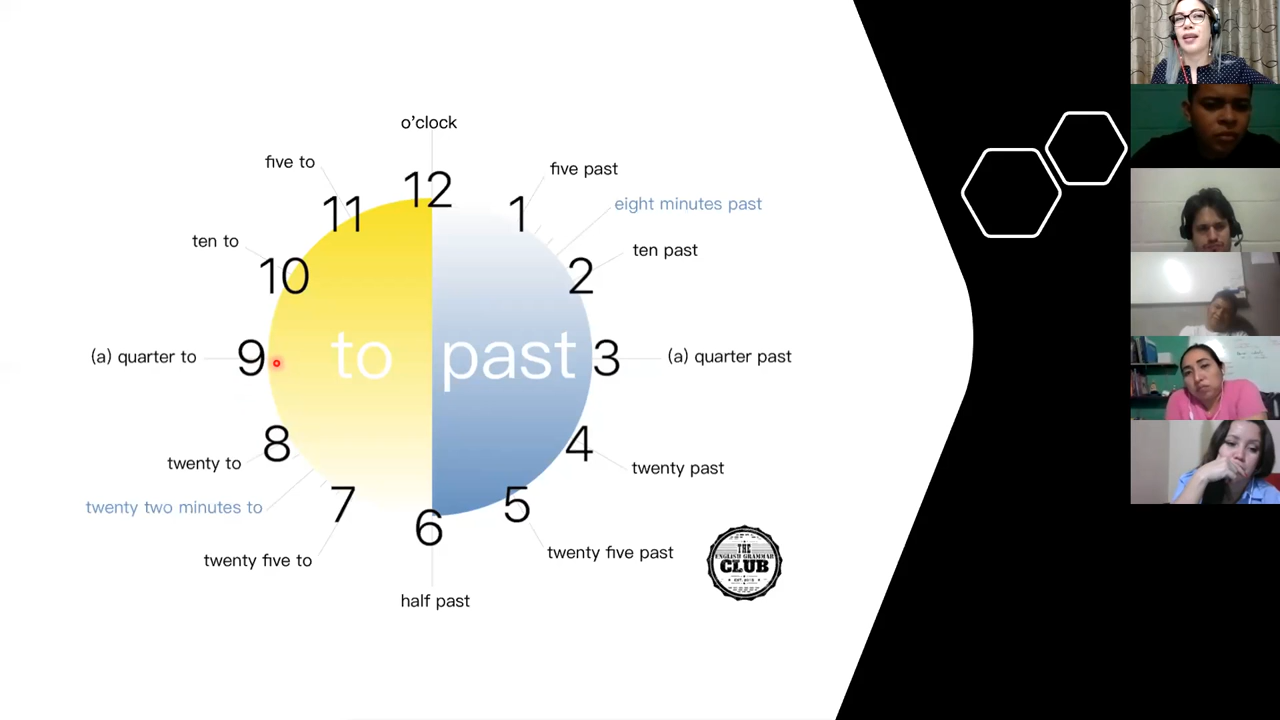 o'clock
five to
12
five past
11
1
eight minutes past
ten to
10
2
ten past
(a) quarter to
9
to
past
3
(a) quarter past
twenty to
8
4
twenty past
twenty two minutes to
7
6
5
twenty five to
twenty five past
half past
THE
ENGLISH GRAMMAR
CLUB